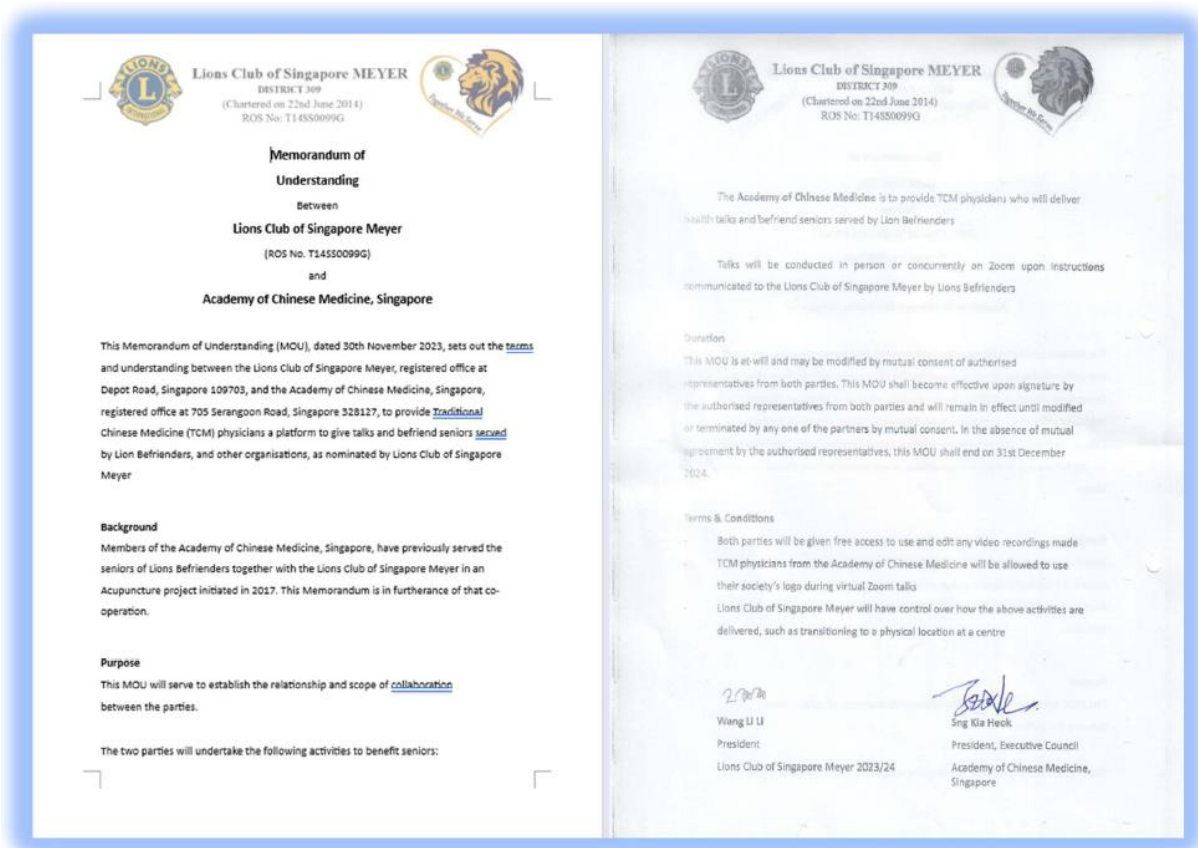 LIONS
L
INTERNATIONAL
Lions Club of Singapore MEYER
DISTRICT 309
(Chartered on 22nd June 2014)
ROS No: T14SS0099G
Together We Serve
Memorandum of
Understanding
Between
Lions Club of Singapore Meyer
(ROS No. T14SS0099G)
and
Academy of Chinese Medicine, Singapore
This Memorandum of Understanding (MOU), dated 30th November 2023, sets out the terms
and understanding between the Lions Club of Singapore Meyer, registered office at
Depot Road, Singapore 109703, and the Academy of Chinese Medicine, Singapore,
registered office at 705 Serangoon Road, Singapore 328127, to provide Traditional
Chinese Medicine (TCM) physicians a platform to give talks and befriend seniors served
by Lion Befrienders, and other organisations, as nominated by Lions Club of Singapore
Meyer
Background
Members of the Academy of Chinese Medicine, Singapore, have previously served the
seniors of Lions Befrienders together with the Lions Club of Singapore Meyer in an
Acupuncture project initiated in 2017. This Memorandum is in furtherance of that co-
operation.
Purpose
This MOU will serve to establish the relationship and scope of collaboration
between the parties.
The two parties will undertake the following activities to benefit seniors:
LIONS
L
INTERNATIONAL
Lions Club of Singapore MEYER
DISTRICT 309
(Chartered on 22nd June 2014)
ROS No: T14SS0099G
Together We Serve
The Academy of Chinese Medicine is to provide TCM physicians who will deliver
health talks and befriend seniors served by Lion Befrienders
Talks will be conducted in person or concurrently on Zoom upon instructions
communicated to the Lions Club of Singapore Meyer by Lions Befrienders
Duration
This MOU is at-will and may be modified by mutual consent of authorised
representatives from both parties. This MOU shall become effective upon signature by
the authorised representatives from both parties and will remain in effect until modified
or terminated by any one of the partners by mutual consent. In the absence of mutual
agreement by the authorised representatives, this MOU shall end on 31st December
2024.
Terms & Conditions
- Both parties will be given free access to use and edit any video recordings made
- TCM physicians from the Academy of Chinese Medicine will be allowed to use
their society's logo during virtual Zoom talks
- Lions Club of Singapore Meyer will have control over how the above activities are
delivered, such as transitioning to a physical location at a centre
Wang Li Li
President
Lions Club of Singapore Meyer 2023/24
Sng Kia Heok
President, Executive Council
Academy of Chinese Medicine,
Singapore